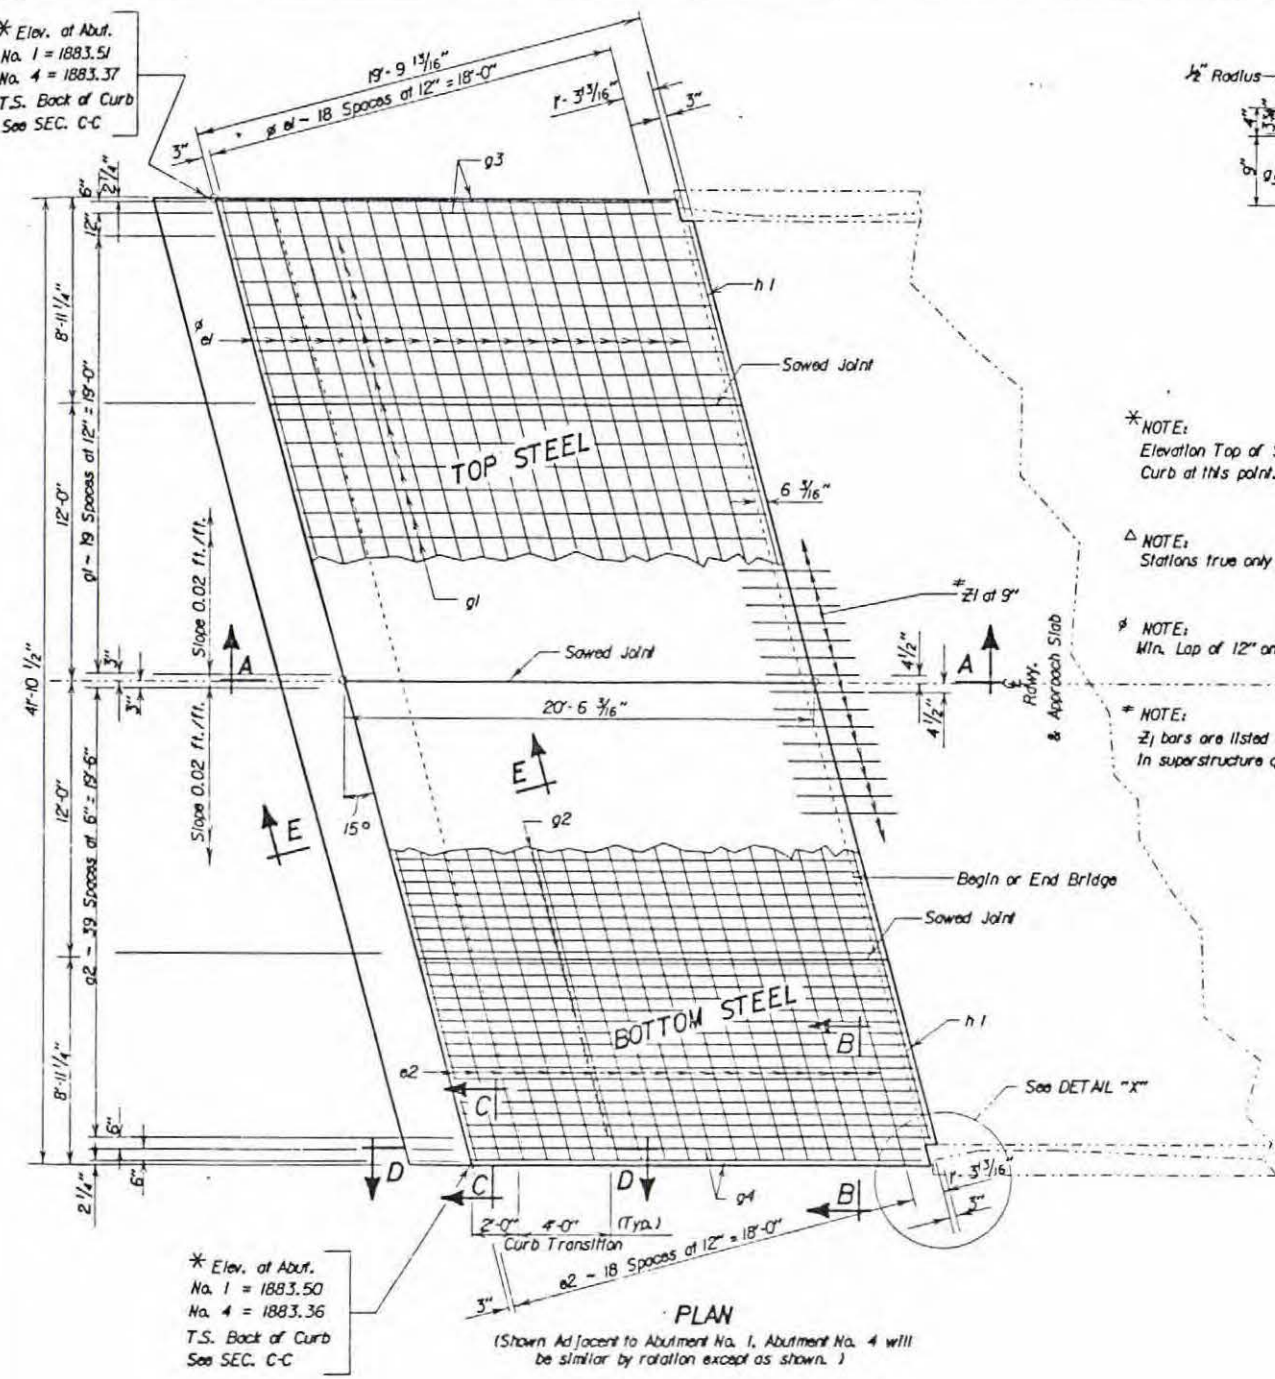 * Elev. at Abut.
No. 1 = 1883.51
No. 4 = 1883.37
T.S. Back of Curb
See SEC. C-C
19'-9 13/16"
ø e1 ~ 18 Spaces at 12" = 18'-0"
1'-3 13/16"
3"
3"
1/2" Radius
4"
9"
g3
6"
2 1/4"
12"
8'-11 1/4"
g1 ~ 19 Spaces at 12" = 19'-0"
h1
ø
e1
Sawed Joint
TOP STEEL
12'-0"
6 3/16"
* NOTE:
Elevation Top of
Curb at this point.
△ NOTE:
Stations true only
Slope 0.02 ft./ft.
g1
# Z1 at 9"
ø NOTE:
Min. Lap of 12" on
41'-10 1/2"
3"
3"
A
Sawed Joint
4 1/2"
4 1/2"
A
℄
Rdwy.
& Approach Slab
20'-6 3/16"
# NOTE:
Z1 bars are listed
in superstructure
Slope 0.02 ft./ft.
12'-0"
g2 ~ 39 Spaces at 6" = 19'-6"
E
15°
E
g2
Begin or End Bridge
Sawed Joint
BOTTOM STEEL
B
h1
8'-11 1/4"
e2
C
See DETAIL "X"
6"
6"
2 1/4"
D
C
D
g4
B
1'-3 13/16"
3"
2'-0"
4'-0"
(Typ.)
Curb Transition
e2 ~ 18 Spaces at 12" = 18'-0"
3"
* Elev. at Abut.
No. 1 = 1883.50
No. 4 = 1883.36
T.S. Back of Curb
See SEC. C-C
PLAN
(Shown Adjacent to Abutment No. 1, Abutment No. 4 will
be similar by rotation except as shown. )